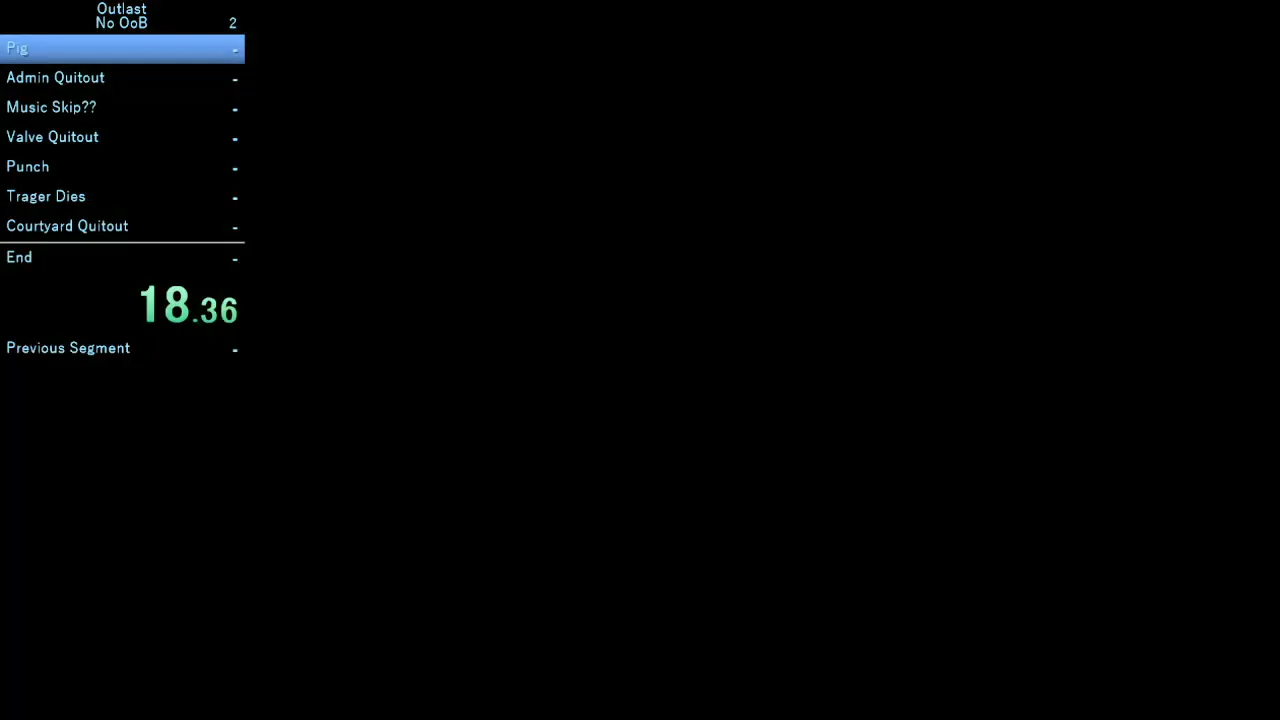 Outlast
No OoB 2
Pig -
Admin Quitout -
Music Skip?? -
Valve Quitout -
Punch -
Trager Dies -
Courtyard Quitout -
End -
18.36
Previous Segment -